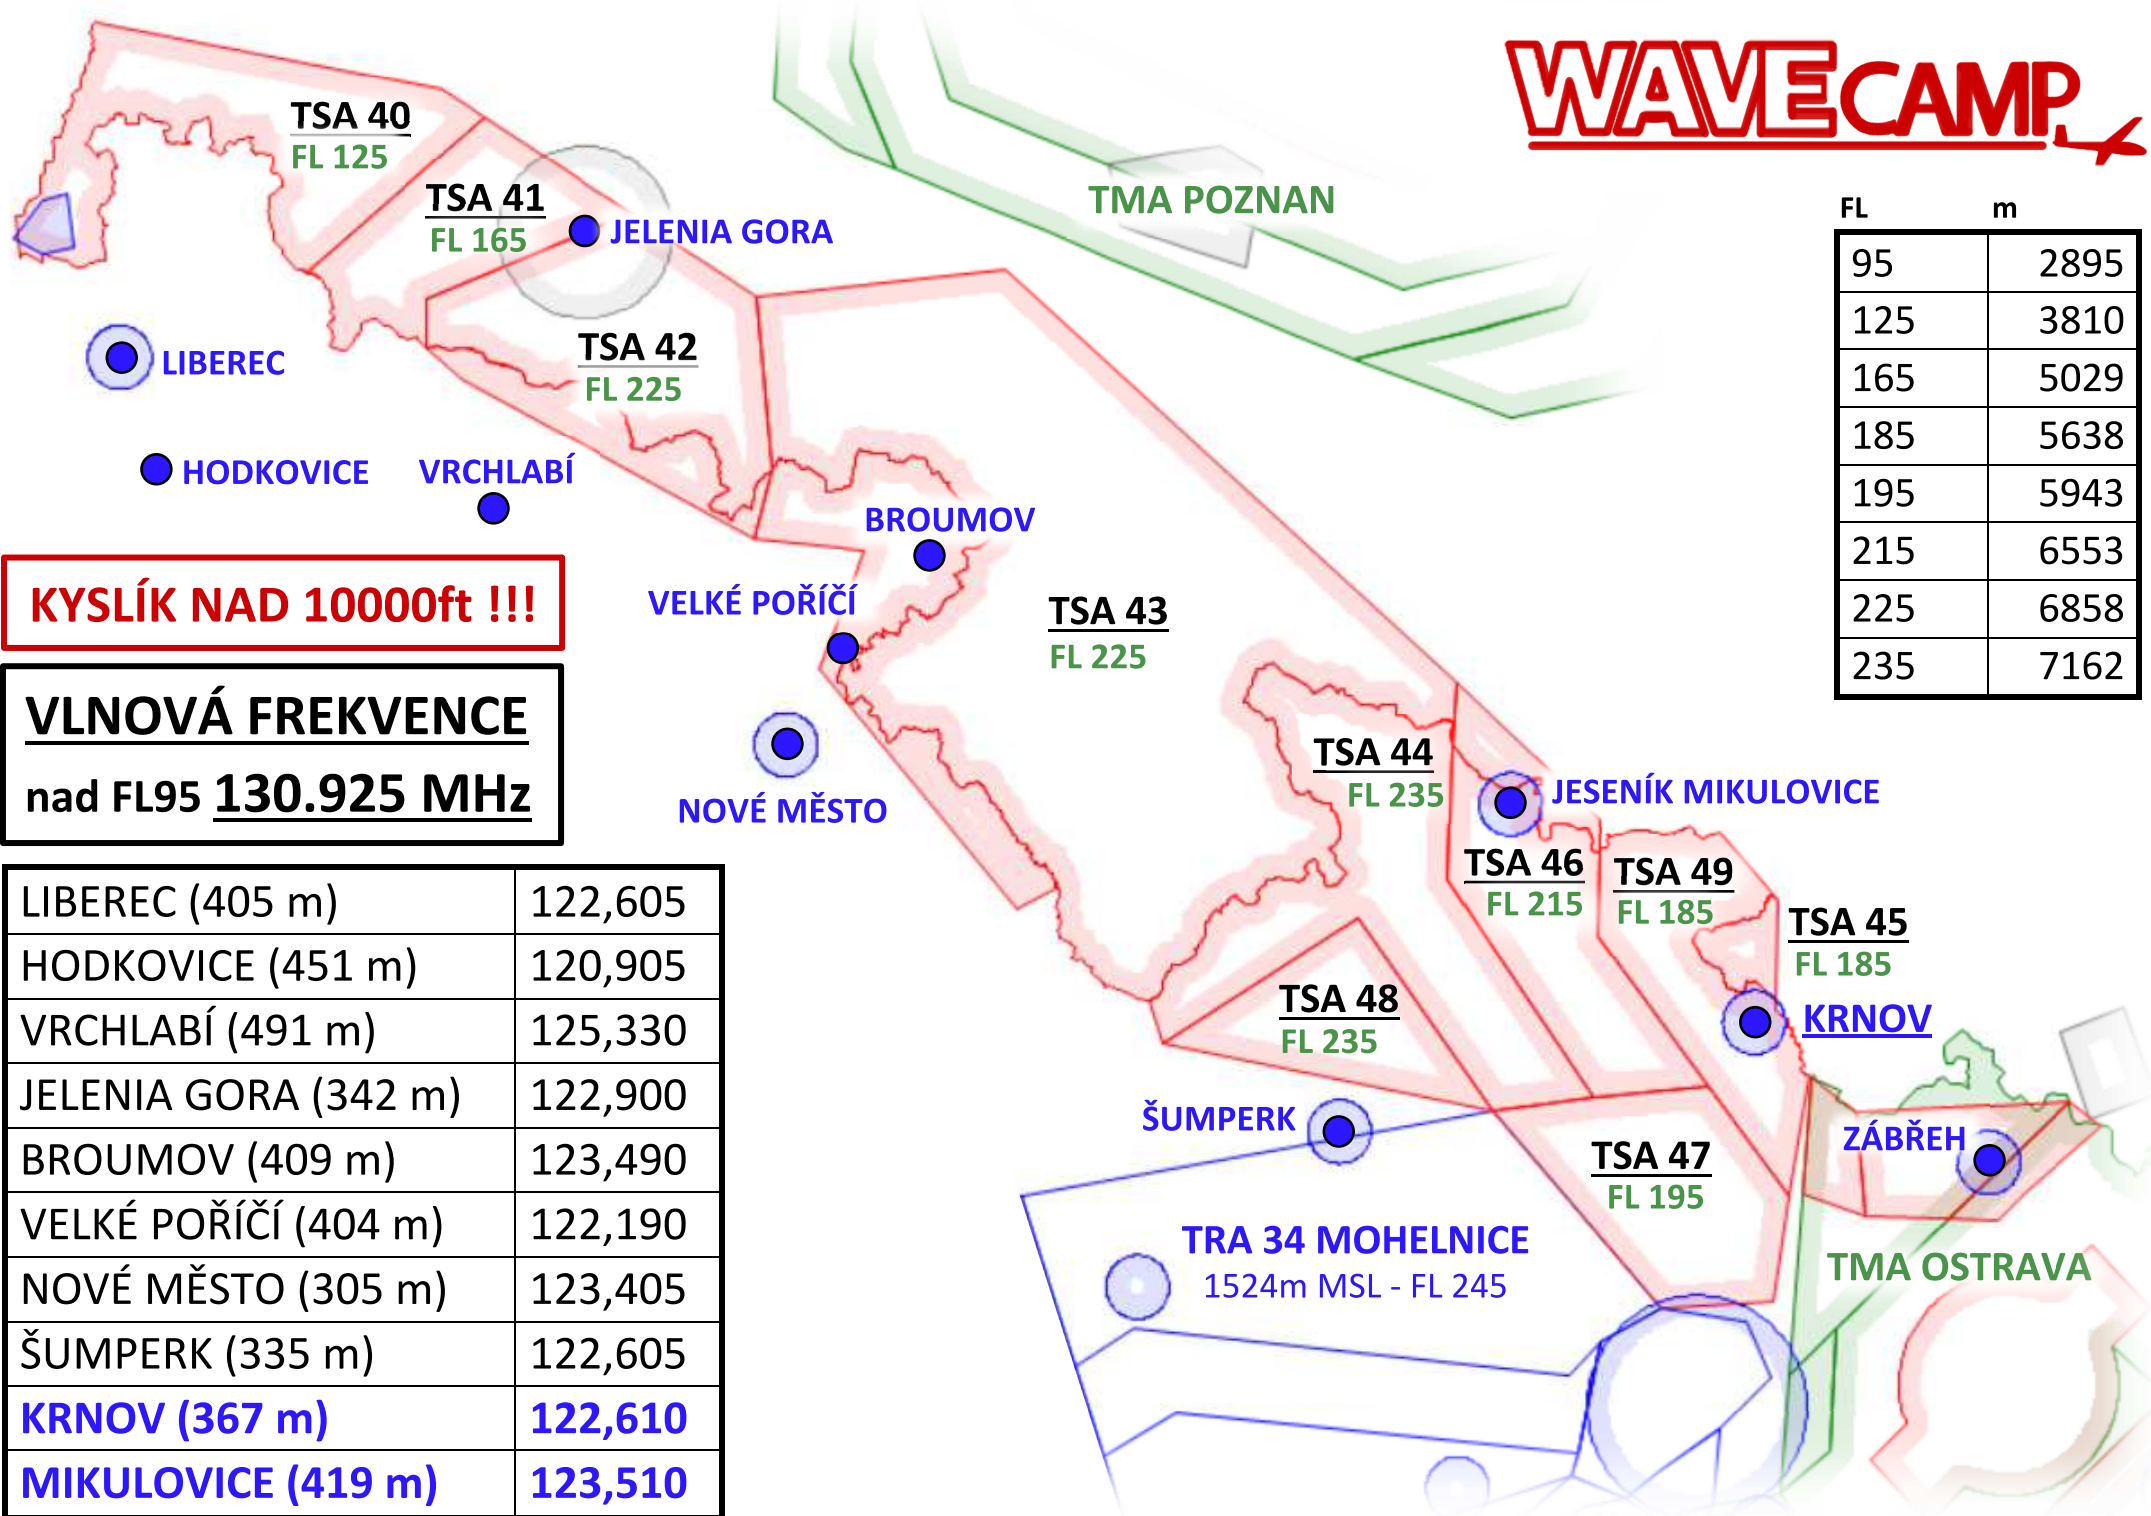 WAVECAMP
TSA 40
FL 125
TSA 41
FL 165
JELENIA GORA
TMA POZNAN
TSA 42
FL 225
LIBEREC
HODKOVICE
VRCHLABÍ
BROUMOV
VELKÉ POŘÍČÍ
TSA 43
FL 225
NOVÉ MĚSTO
TSA 44
FL 235
JESENÍK MIKULOVICE
TSA 46
FL 215
TSA 49
FL 185
TSA 45
FL 185
KRNOV
TSA 48
FL 235
ŠUMPERK
ZÁBŘEH
TSA 47
FL 195
TRA 34 MOHELNICE
1524m MSL - FL 245
TMA OSTRAVA
FL m
95 2895
125 3810
165 5029
185 5638
195 5943
215 6553
225 6858
235 7162
KYSLÍK NAD 10000ft !!!
VLNOVÁ FREKVENCE
nad FL95 130.925 MHz
LIBEREC (405 m) 122,605
HODKOVICE (451 m) 120,905
VRCHLABÍ (491 m) 125,330
JELENIA GORA (342 m) 122,900
BROUMOV (409 m) 123,490
VELKÉ POŘÍČÍ (404 m) 122,190
NOVÉ MĚSTO (305 m) 123,405
ŠUMPERK (335 m) 122,605
KRNOV (367 m) 122,610
MIKULOVICE (419 m) 123,510